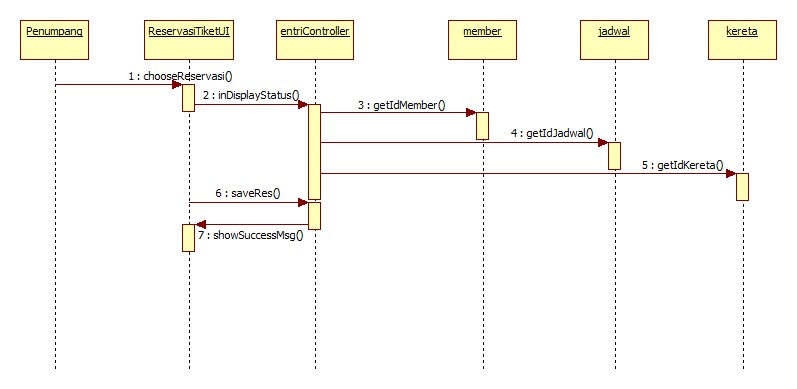 Penumpang
ReservasiTiketUI
entriController
member
jadwal
kereta
1 : chooseReservasi()
2 : inDisplayStatus()
3 : getIdMember()
4 : getIdJadwal()
5 : getIdKereta()
6 : saveRes()
7 : showSuccessMsg()